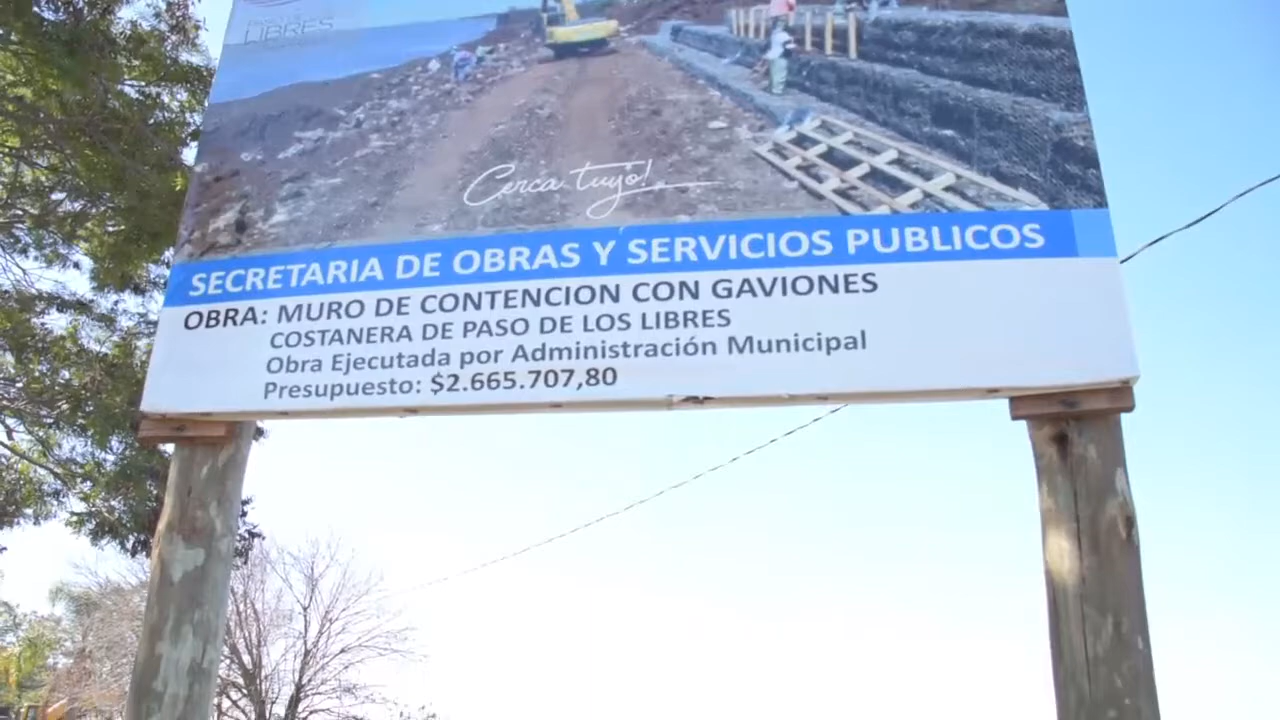 LIBRES
Cerca tuyo!
SECRETARIA DE OBRAS Y SERVICIOS PUBLICOS
OBRA: MURO DE CONTENCION CON GAVIONES
COSTANERA DE PASO DE LOS LIBRES
Obra Ejecutada por Administración Municipal
Presupuesto: $2.665.707,80